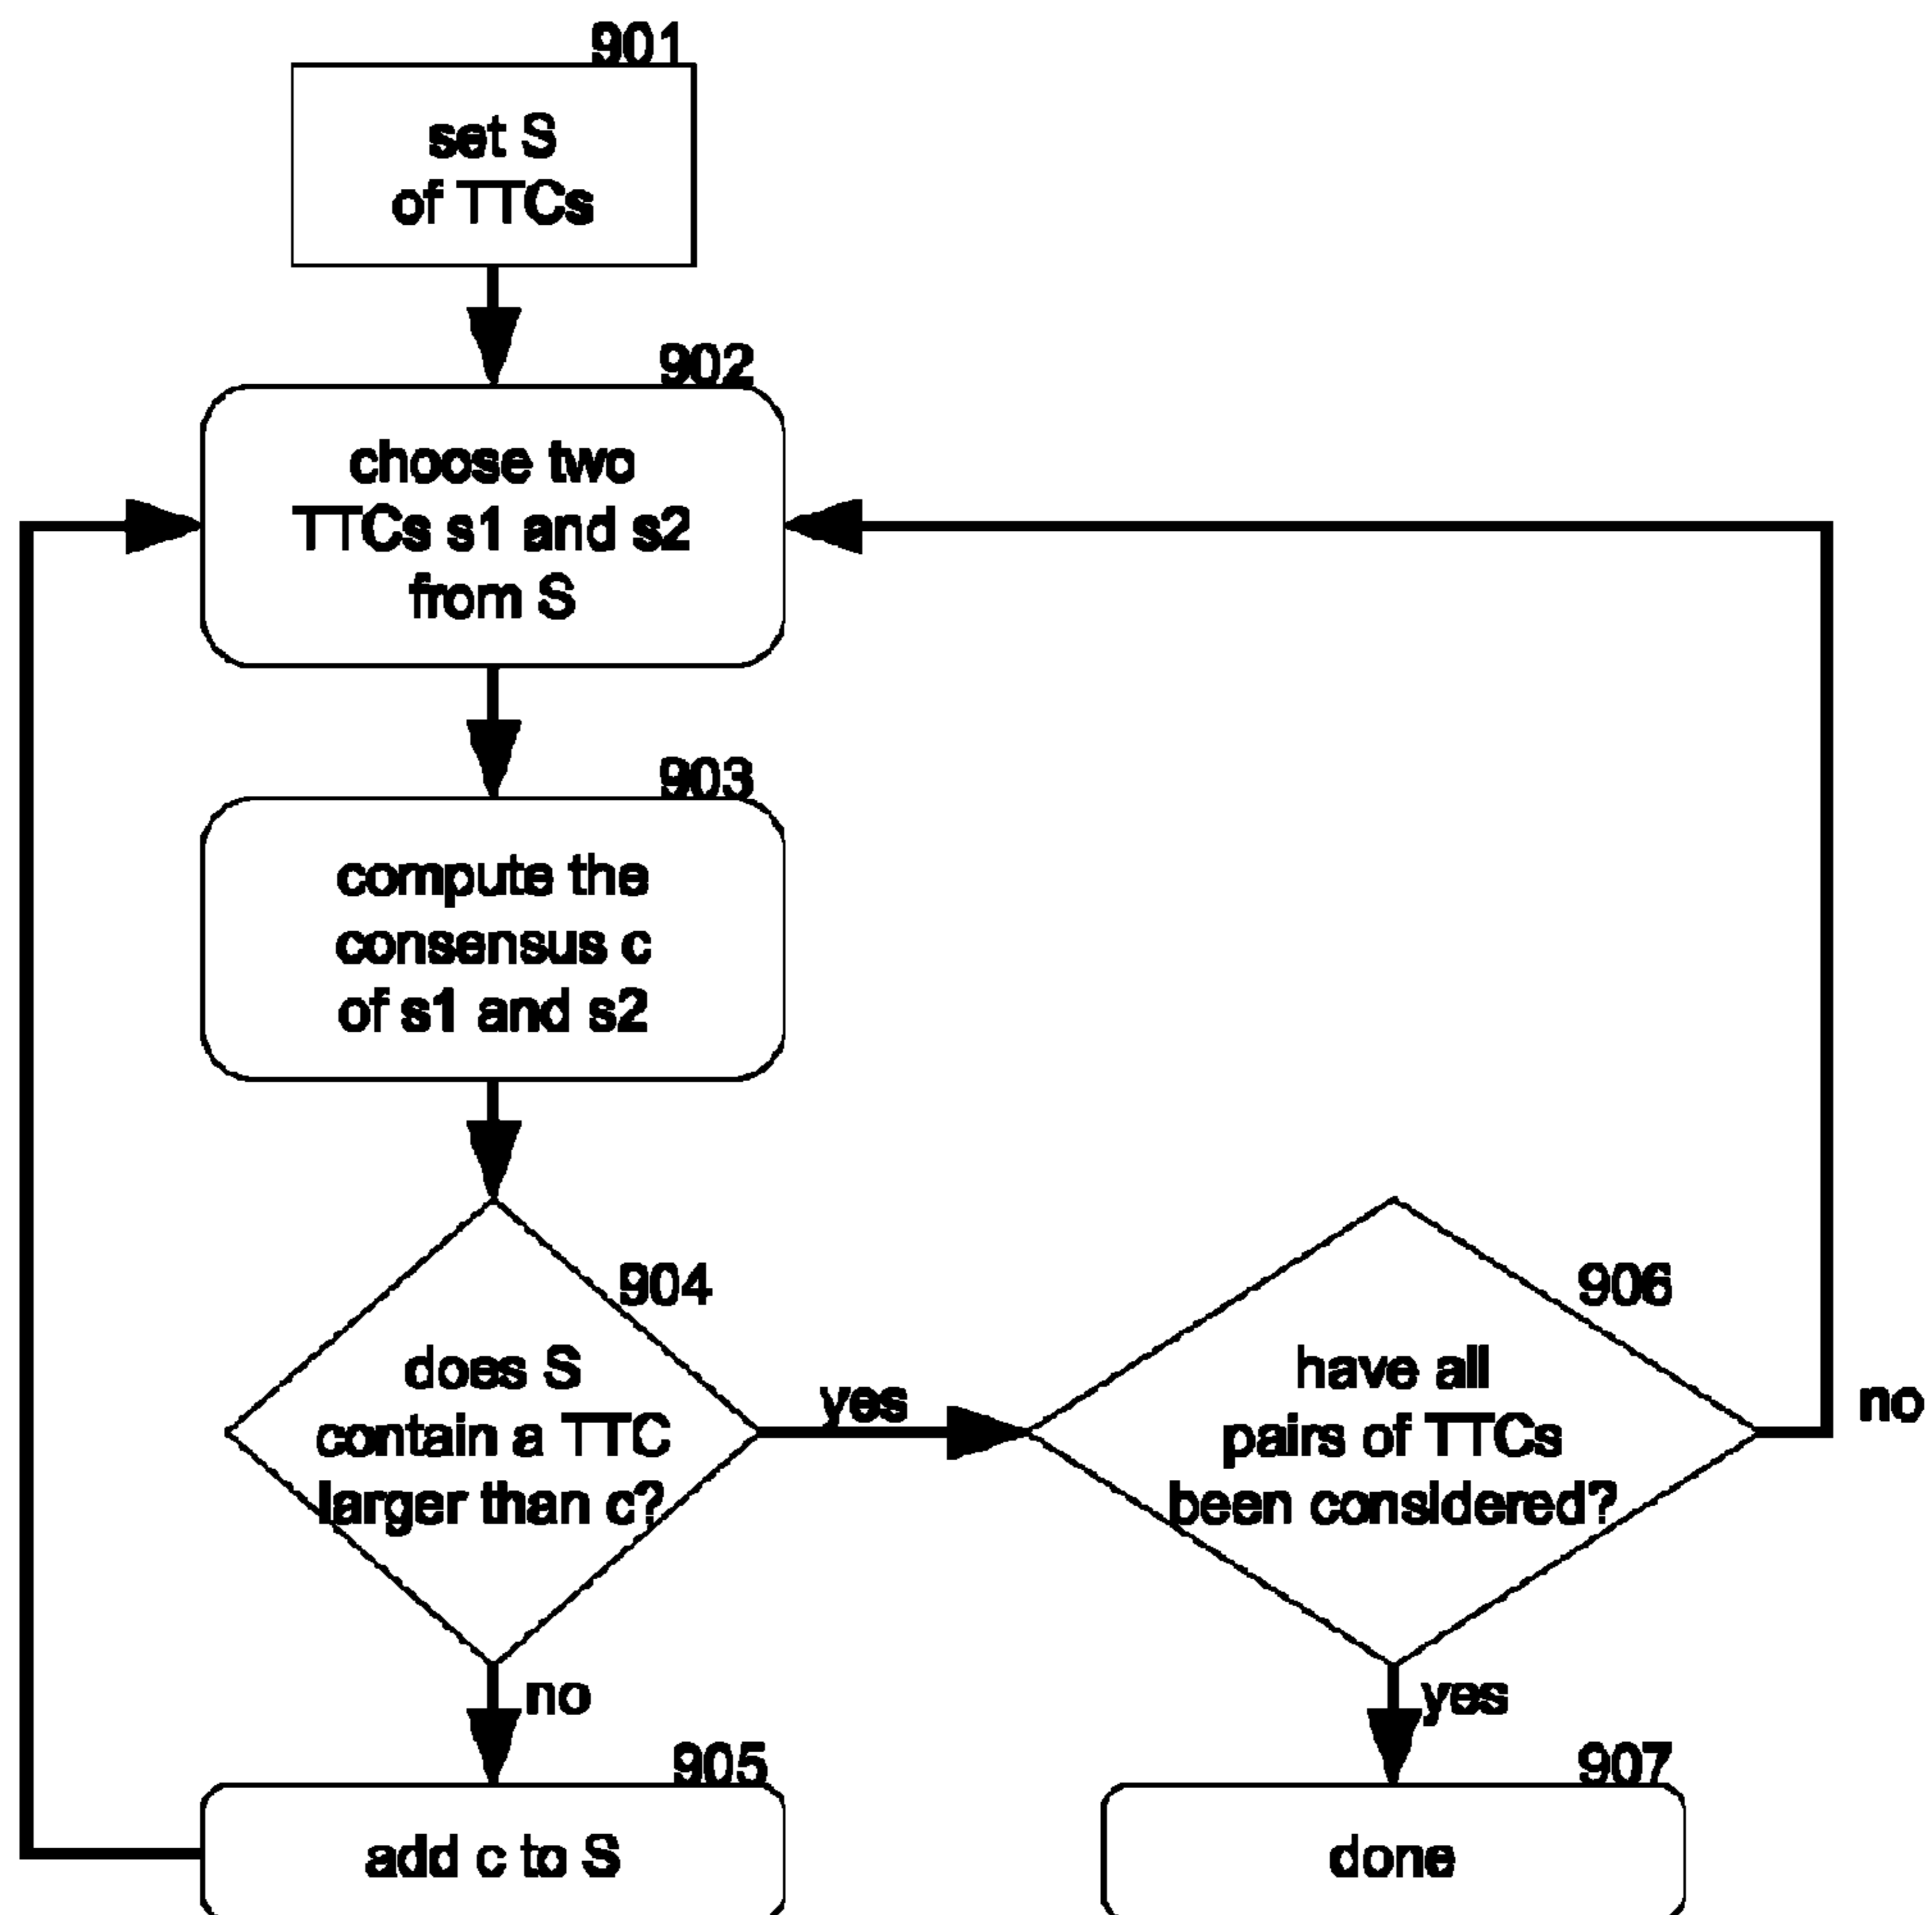 901
set S
of TTCs
902
choose two
TTCs s1 and s2
from S
903
compute the
consensus c
of s1 and s2
904
does S
contain a TTC
larger than c?
yes
906
have all
pairs of TTCs
been considered?
no
no
yes
905
add c to S
907
done